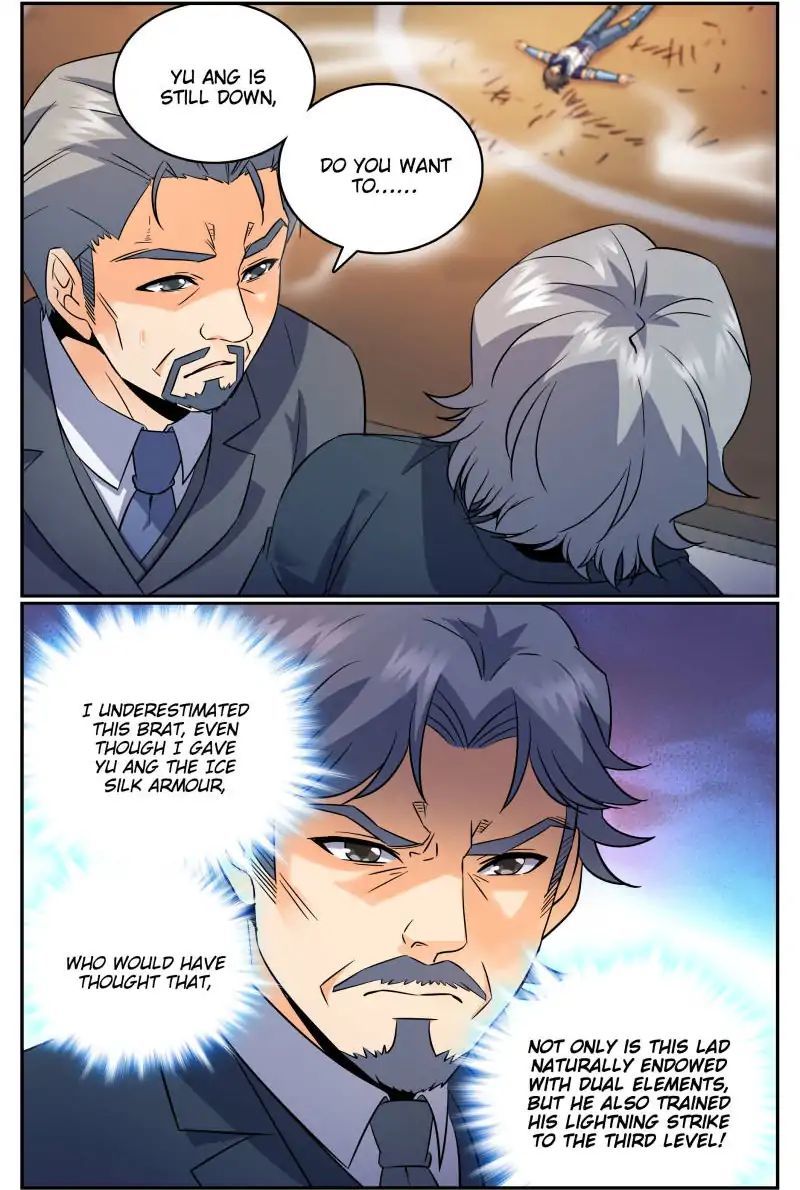 YU ANG IS
STILL DOWN,
DO YOU WANT
TO......
I UNDERESTIMATED
THIS BRAT, EVEN
THOUGH I GAVE
YU ANG THE ICE
SILK ARMOUR,
WHO WOULD HAVE
THOUGHT THAT,
NOT ONLY IS THIS LAD
NATURALLY ENDOWED
WITH DUAL ELEMENTS,
BUT HE ALSO TRAINED
HIS LIGHTNING STRIKE
TO THE THIRD LEVEL!